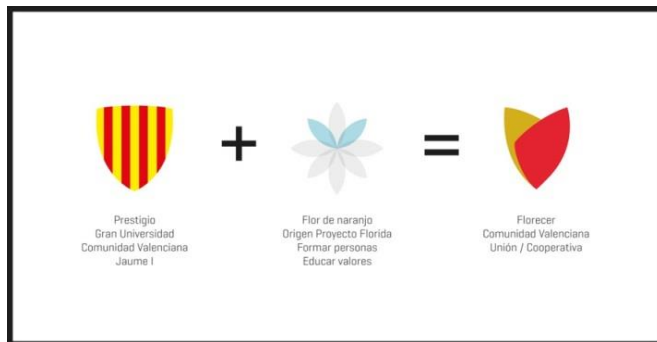 Prestigio
Gran Universidad
Comunidad Valenciana
Jaume I
+
Flor de naranjo
Origen Proyecto Florida
Formar personas
Educar valores
=
Florecer
Comunidad Valenciana
Unión / Cooperativa